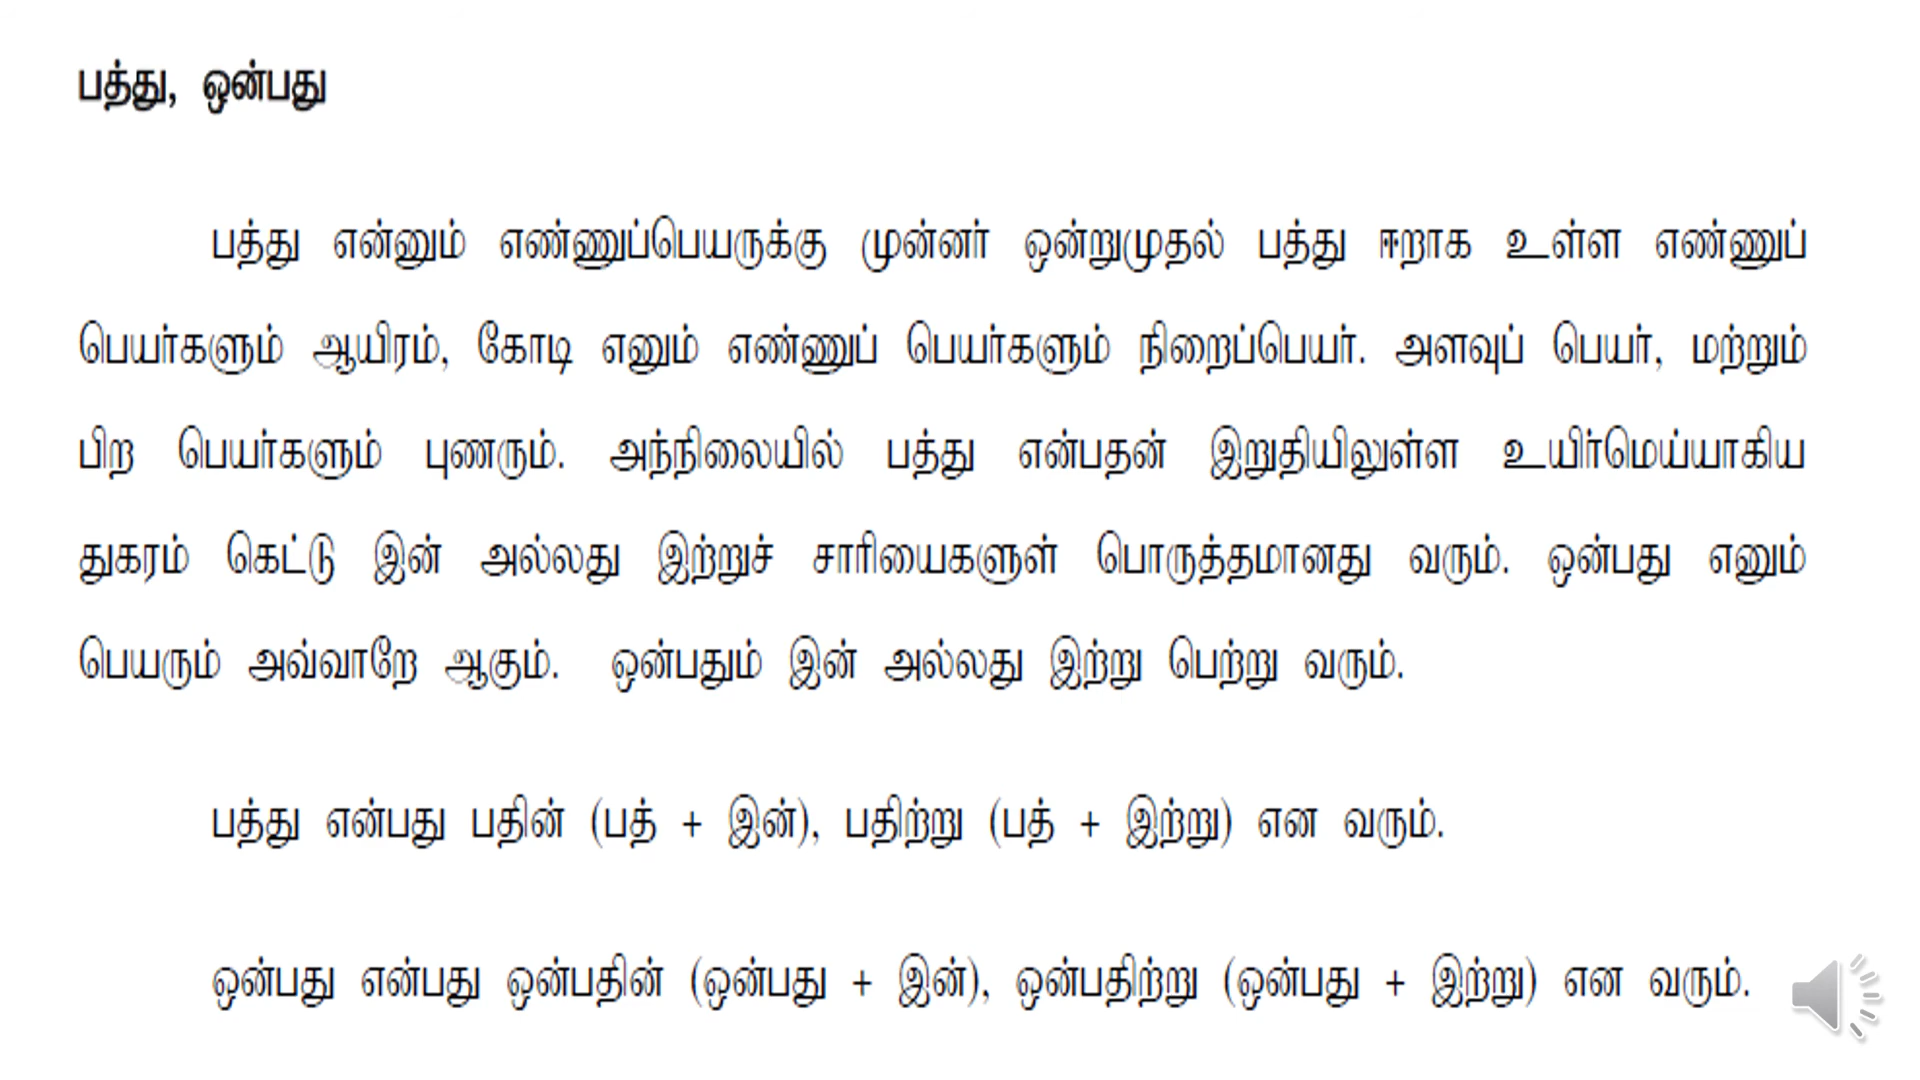 பத்து, ஒன்பது
பத்து என்னும் எண்ணுப்பெயருக்கு முன்னர் ஒன்றுமுதல் பத்து ஈறாக உள்ள எண்ணுப்
பெயர்களும் ஆயிரம், கோடி எனும் எண்ணுப் பெயர்களும் நிறைப்பெயர். அளவுப் பெயர், மற்றும்
பிற பெயர்களும் புணரும். அந்நிலையில் பத்து என்பதன் இறுதியிலுள்ள உயிர்மெய்யாகிய
துகரம் கெட்டு இன் அல்லது இற்றுச் சாரியைகளுள் பொருத்தமானது வரும். ஒன்பது எனும்
பெயரும் அவ்வாறே ஆகும். ஒன்பதும் இன் அல்லது இற்று பெற்று வரும்.
பத்து என்பது பதின் (பத் + இன்), பதிற்று (பத் + இற்று) என வரும்.
ஒன்பது என்பது ஒன்பதின் (ஒன்பது + இன்), ஒன்பதிற்று (ஒன்பது + இற்று) என வரும்.